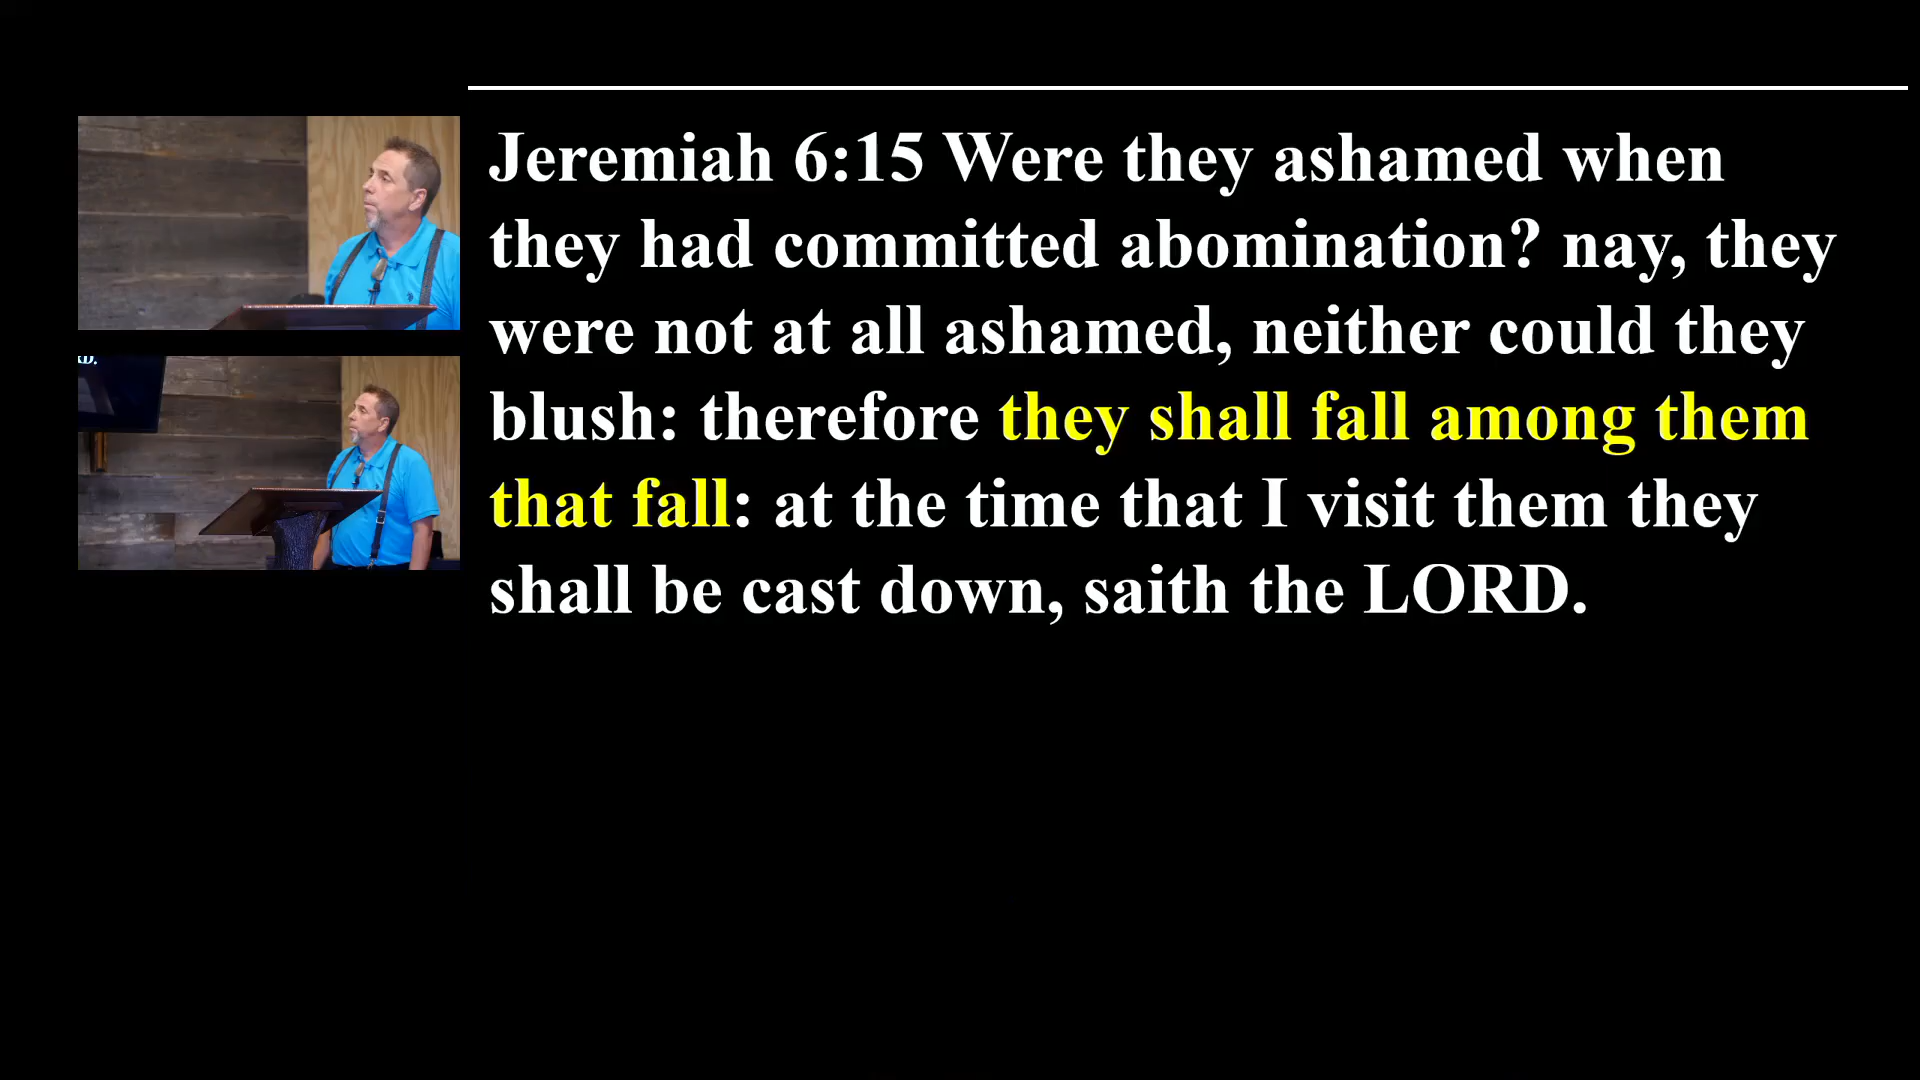 Jeremiah 6:15 Were they ashamed when
they had committed abomination? nay, they
were not at all ashamed, neither could they
blush: therefore they shall fall among them
that fall: at the time that I visit them they
shall be cast down, saith the LORD.